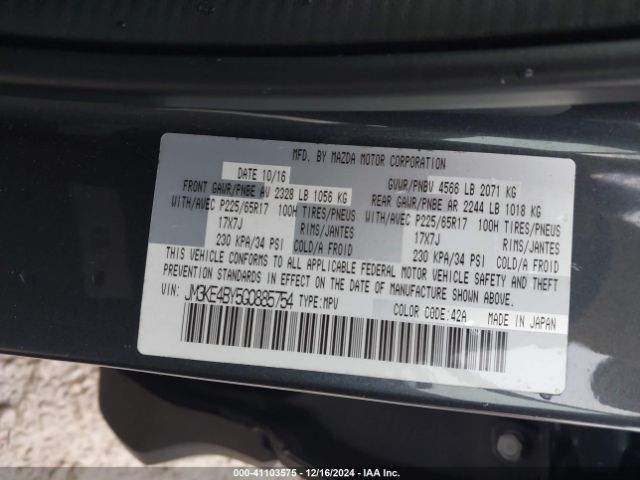 MFD. BY MAZDA MOTOR CORPORATION
DATE 10/16
GVWR/PNBV 4566 LB 2071 KG
FRONT GAWR/PNBE AV 2328 LB 1056 KG
REAR GAWR/PNBE AR 2244 LB 1018 KG
WITH/AVEC P225/65R17 100H TIRES/PNEUS
WITH/AVEC P225/65R17 100H TIRES/PNEUS
17X7J RIMS/JANTES
17X7J RIMS/JANTES
230 KPA/34 PSI COLD/A FROID
230 KPA/34 PSI COLD/A FROID
THIS VEHICLE CONFORMS TO ALL APPLICABLE FEDERAL MOTOR VEHICLE SAFETY AND THEFT
PREVENTION STANDARDS IN EFFECT ON THE DATE OF MANUFACTURE SHOWN ABOVE.
VIN: JM3KE4BY5G0885754 TYPE:MPV
COLOR CODE:42A MADE IN JAPAN
000-41103575 12/16/2024 IAAI.COM